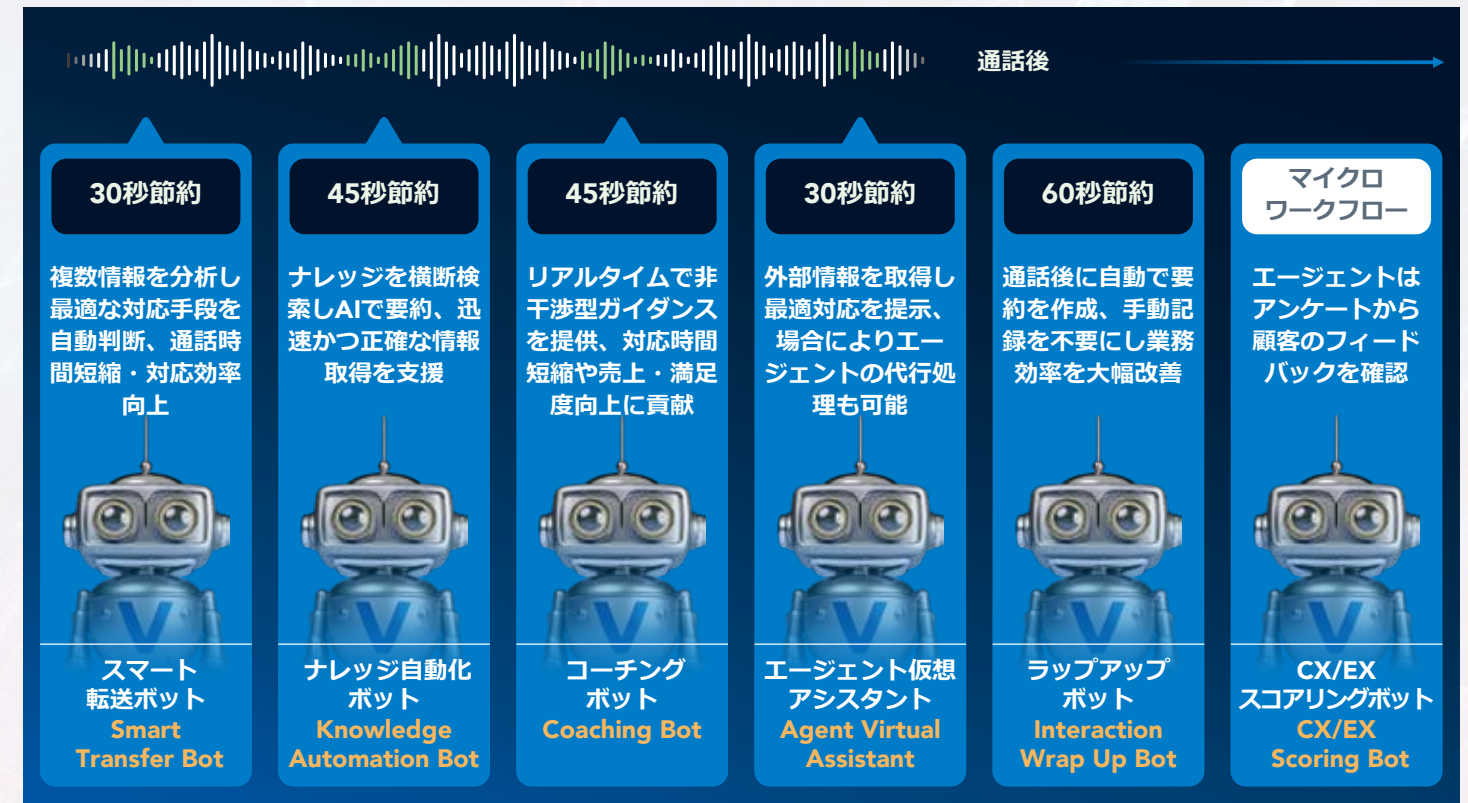 通話後
30秒節約
複数情報を分析し
最適な対応手段を
自動判断、通話時
間短縮・対応効率
向上
V
スマート
転送ボット
Smart
Transfer Bot
45秒節約
ナレッジを横断検
索しAIで要約、迅
速かつ正確な情報
取得を支援
V
ナレッジ自動化
ボット
Knowledge
Automation Bot
45秒節約
リアルタイムで非
干渉型ガイダンス
を提供、対応時間
短縮や売上・満足
度向上に貢献
V
コーチング
ボット
Coaching Bot
30秒節約
外部情報を取得し
最適対応を提示、
場合によりエー
ジェントの代行処
理も可能
V
エージェント仮想
アシスタント
Agent Virtual
Assistant
60秒節約
通話後に自動で要
約を作成、手動記
録を不要にし業務
効率を大幅改善
V
ラップアップ
ボット
Interaction
Wrap Up Bot
マイクロ
ワークフロー
エージェントは
アンケートから
顧客のフィード
バックを確認
V
CX/EX
スコアリングボット
CX/EX
Scoring Bot